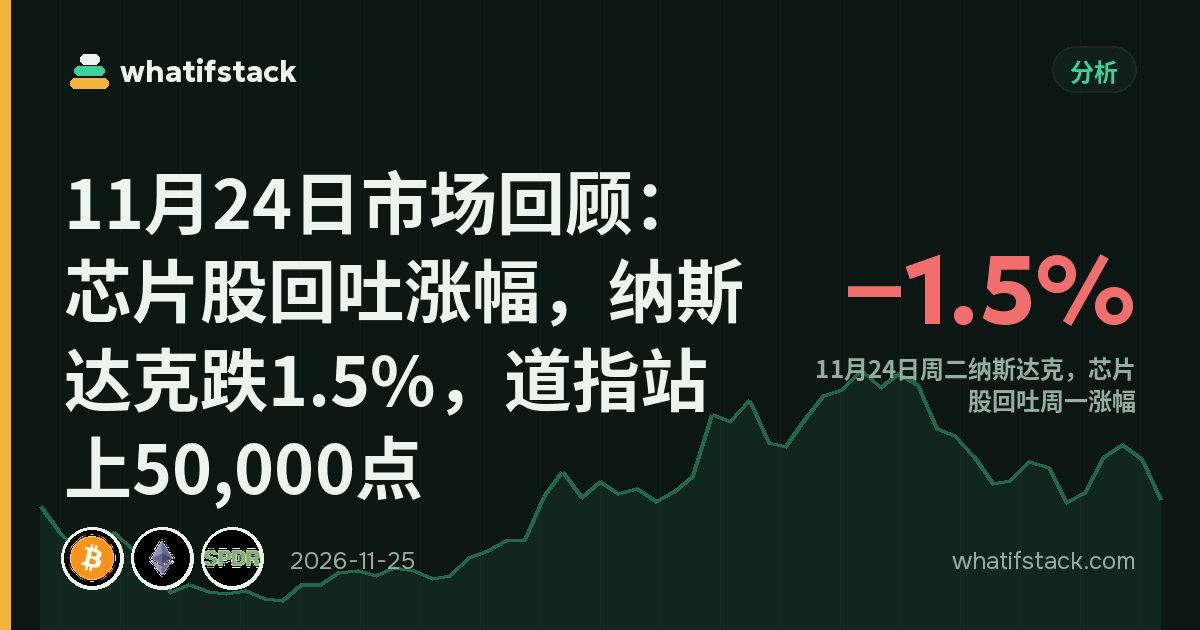 whatifstack
分析
11月24日市场回顾：
芯片股回吐涨幅，纳斯
达克跌1.5%，道指站
上50,000点
−1.5%
11月24日周二纳斯达克，芯片
股回吐周一涨幅
SPDR
2026-11-25
whatifstack.com